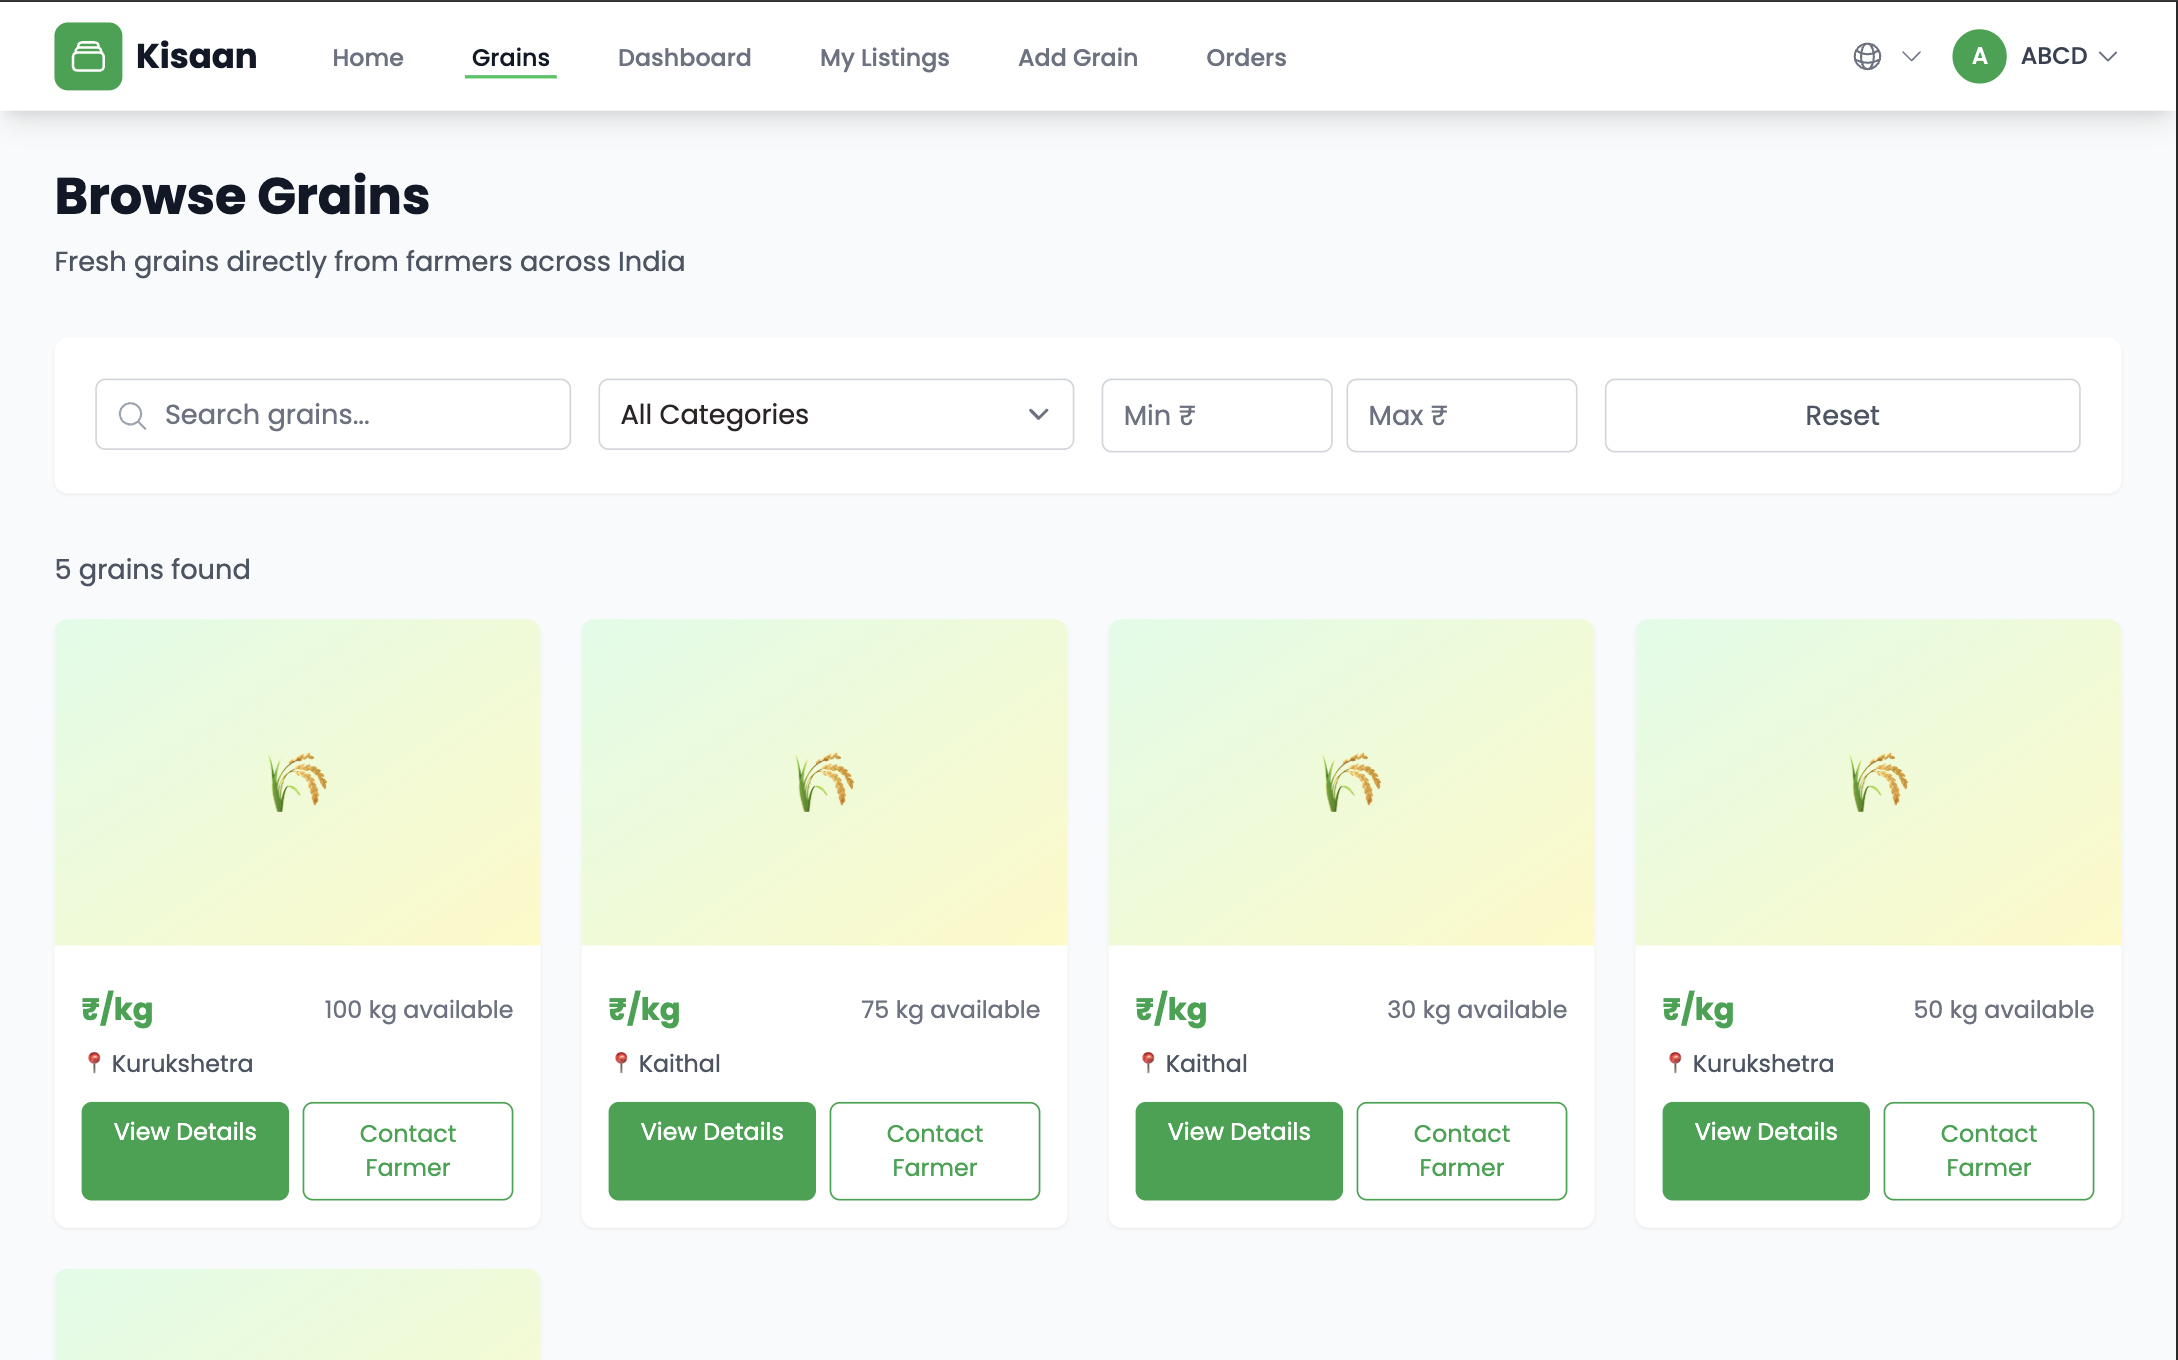 Kisaan
Home Grains Dashboard My Listings Add Grain Orders
A ABCD
Browse Grains
Fresh grains directly from farmers across India
Search grains...
All Categories
Min ₹
Max ₹
Reset
5 grains found
₹/kg 100 kg available
📍 Kurukshetra
View Details
Contact
Farmer
₹/kg 75 kg available
📍 Kaithal
View Details
Contact
Farmer
₹/kg 30 kg available
📍 Kaithal
View Details
Contact
Farmer
₹/kg 50 kg available
📍 Kurukshetra
View Details
Contact
Farmer